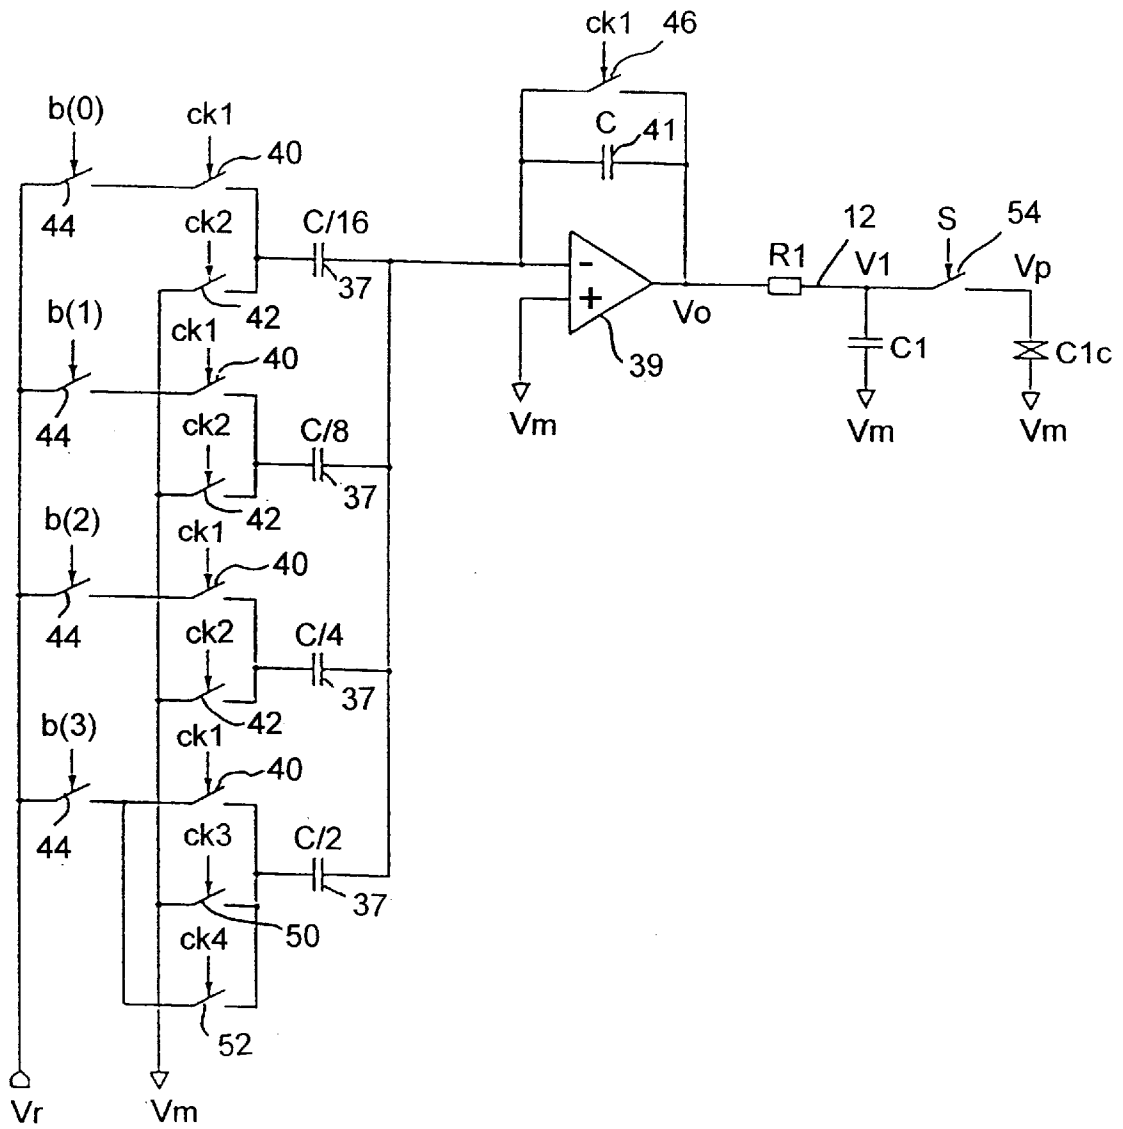 ck1 46
b(0) ck1 C 41
40
44 ck2 C/16 12 S 54
R1 V1 Vp
37
b(1) 42 Vo
ck1 40 39 C1 C1c
44 ck2 C/8 Vm Vm Vm
37
b(2) 42
ck1 40
44 ck2 C/4
37
b(3) 42
ck1 40
44 ck3 C/2
37
50
ck4
52
Vr Vm
- 
+